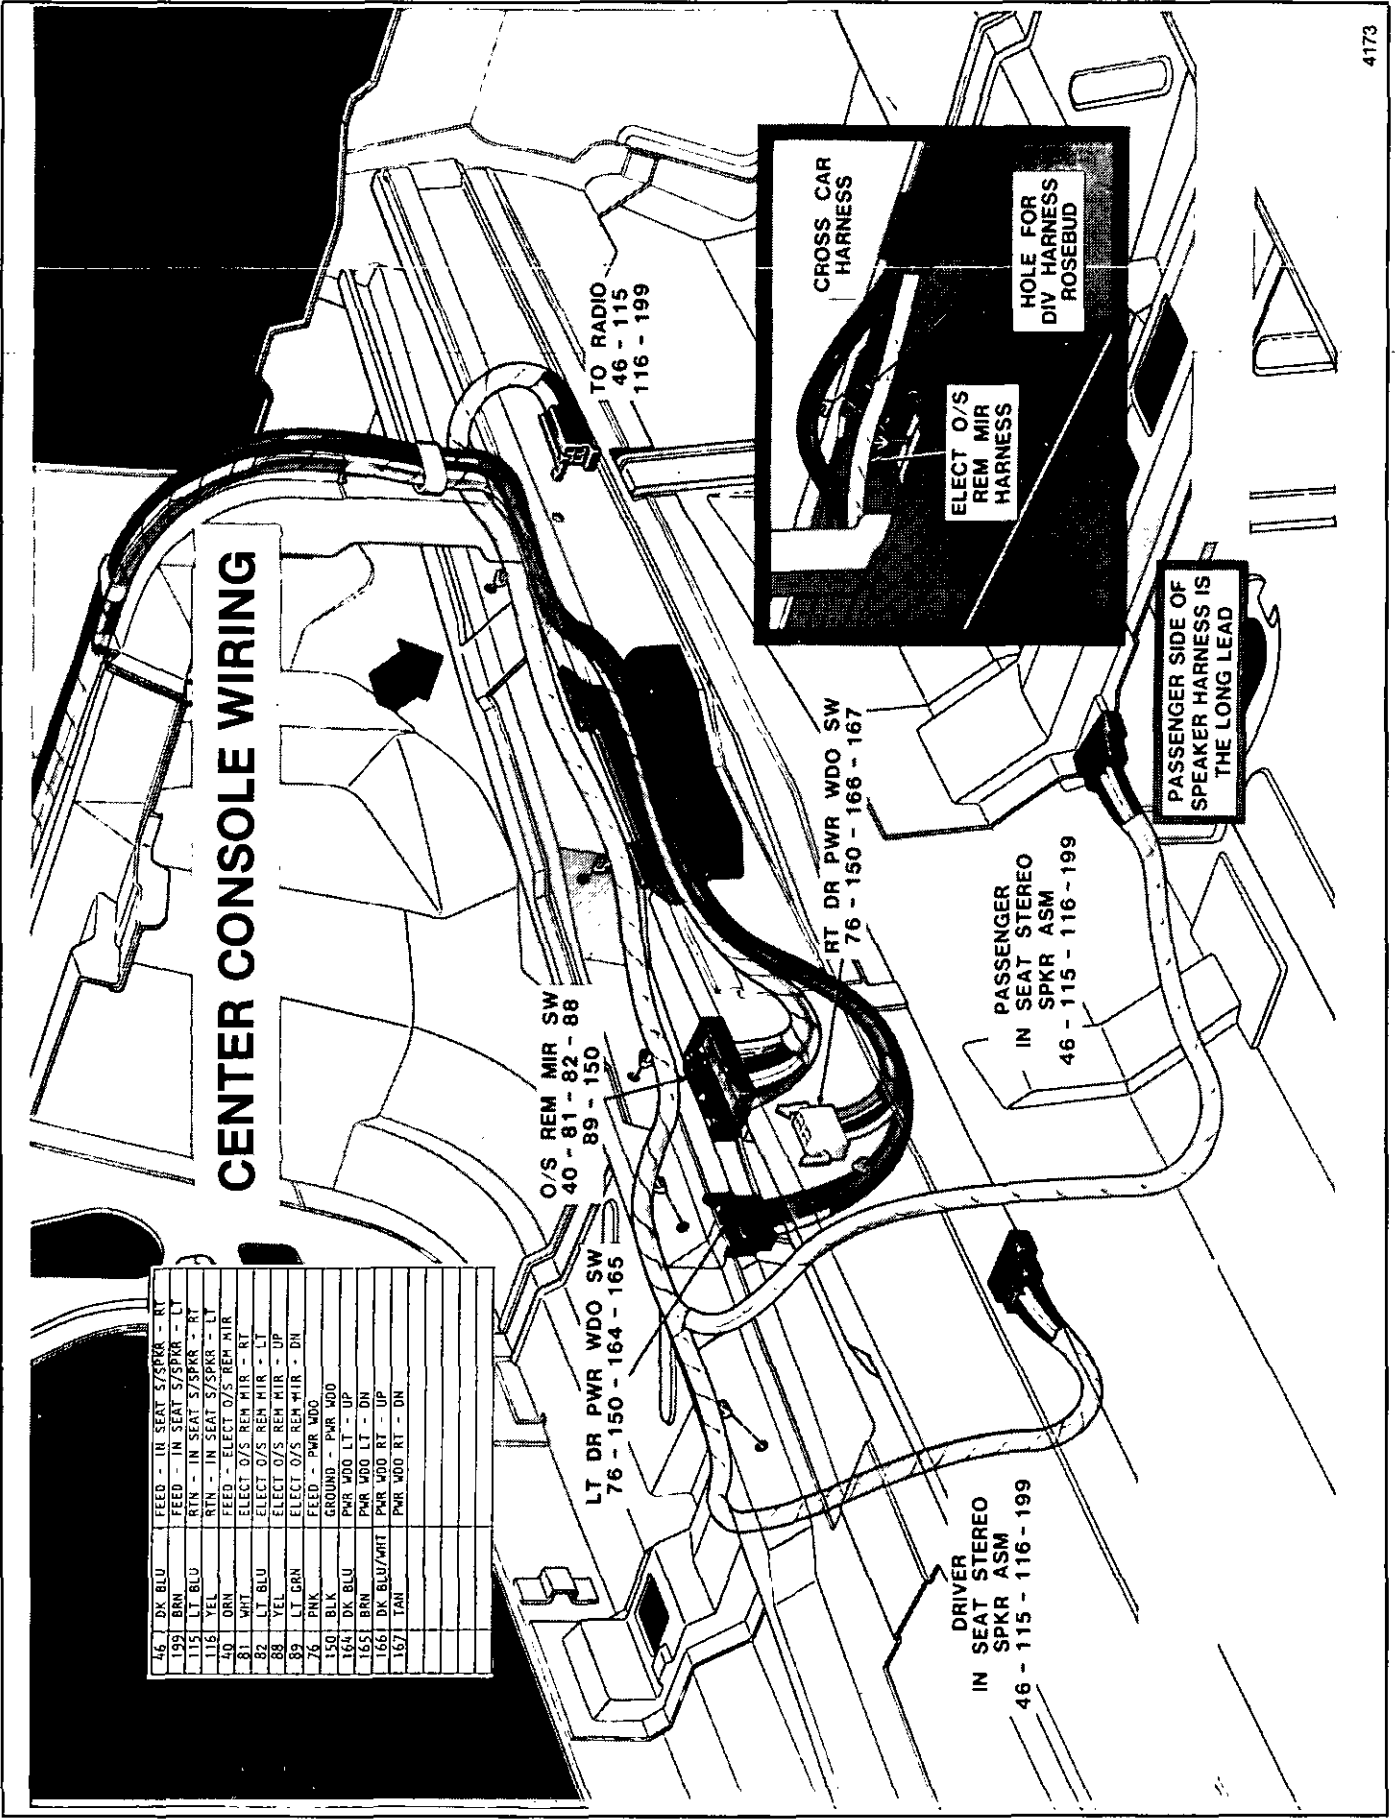 CENTER CONSOLE WIRING
46 DK BLU FEED - IN SEAT S/SPKR - RT
199 BRN FEED - IN SEAT S/SPKR - LT
115 LT BLU RTN - IN SEAT S/SPKR - RT
116 YEL RTN - IN SEAT S/SPKR - LT
40 ORN FEED - ELECT O/S REM MIR
81 WHT ELECT O/S REM MIR - RT
82 LT BLU ELECT O/S REM MIR - LT
88 YEL ELECT O/S REM MIR - UP
89 LT GRN ELECT O/S REM MIR - DN
76 PNK FEED - PWR WDO
150 BLK GROUND - PWR WDO
164 DK BLU PWR WDO LT - UP
165 BRN PWR WDO LT - DN
166 DK BLU/WHT PWR WDO RT - UP
167 TAN PWR WDO RT - DN
O/S REM MIR SW
40 - 81 - 82 - 88
89 - 150
LT DR PWR WDO SW
76 - 150 - 164 - 165
TO RADIO
46 - 115
116 - 199
RT DR PWR WDO SW
76 - 150 - 166 - 167
CROSS CAR
HARNESS
ELECT O/S
REM MIR
HARNESS
HOLE FOR
DIV HARNESS
ROSEBUD
DRIVER
IN SEAT STEREO
SPKR ASM
46 - 115 - 116 - 199
PASSENGER
IN SEAT STEREO
SPKR ASM
46 - 115 - 116 - 199
PASSENGER SIDE OF
SPEAKER HARNESS IS
THE LONG LEAD
4173